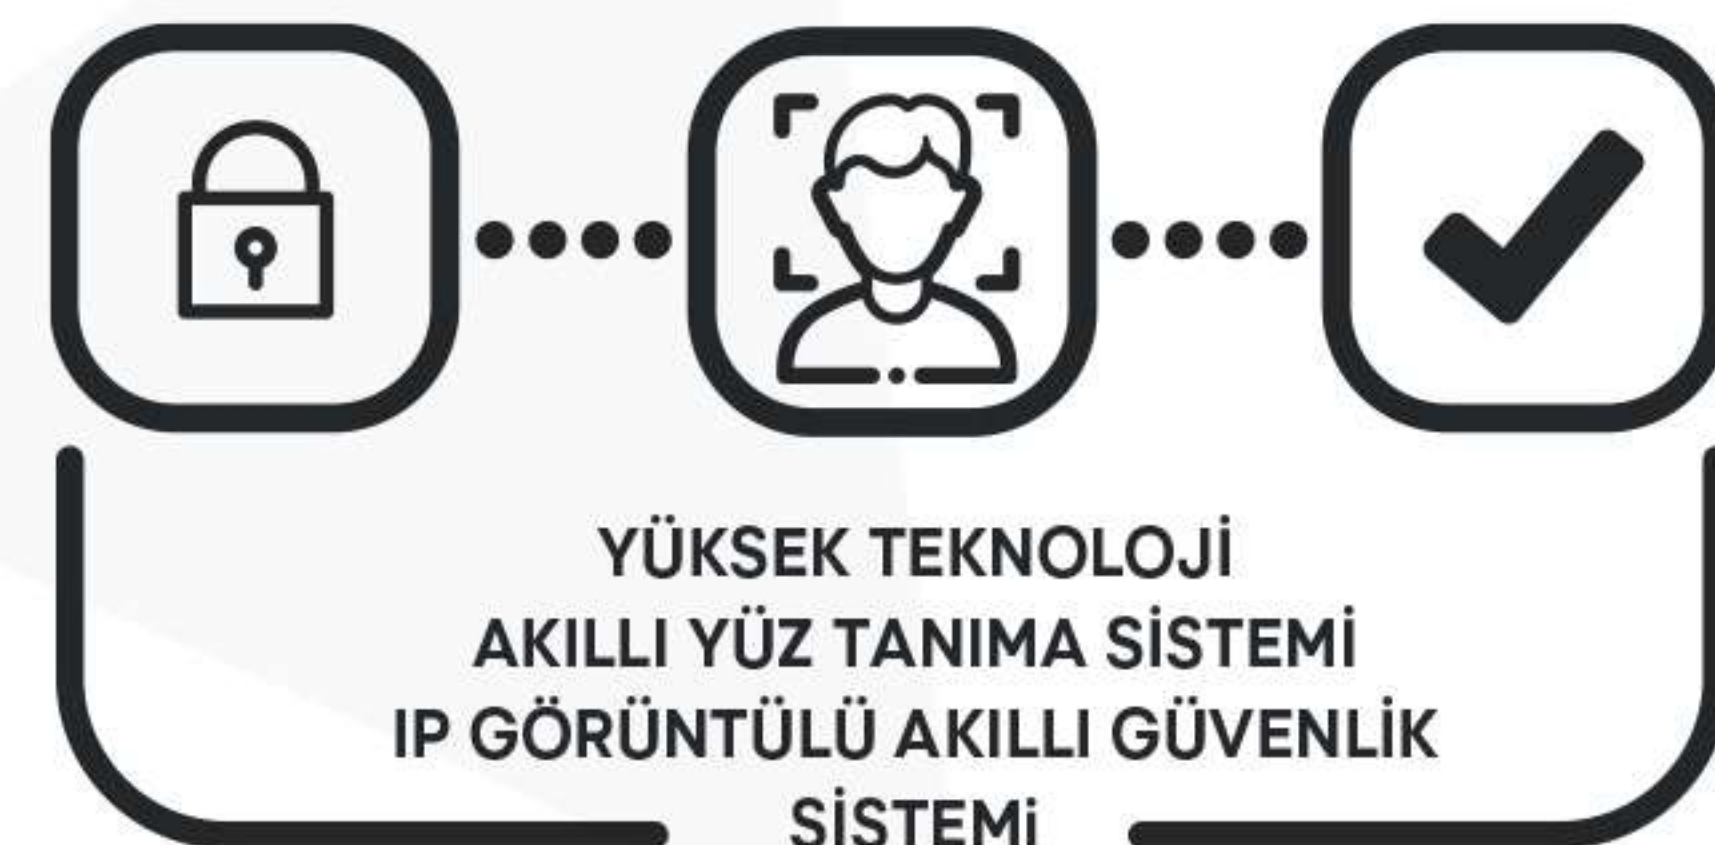 YÜKSEK TEKNOLOJİ
AKILLI YÜZ TANIMA SİSTEMİ
IP GÖRÜNTÜLÜ AKILLI GÜVENLİK
SİSTEMi